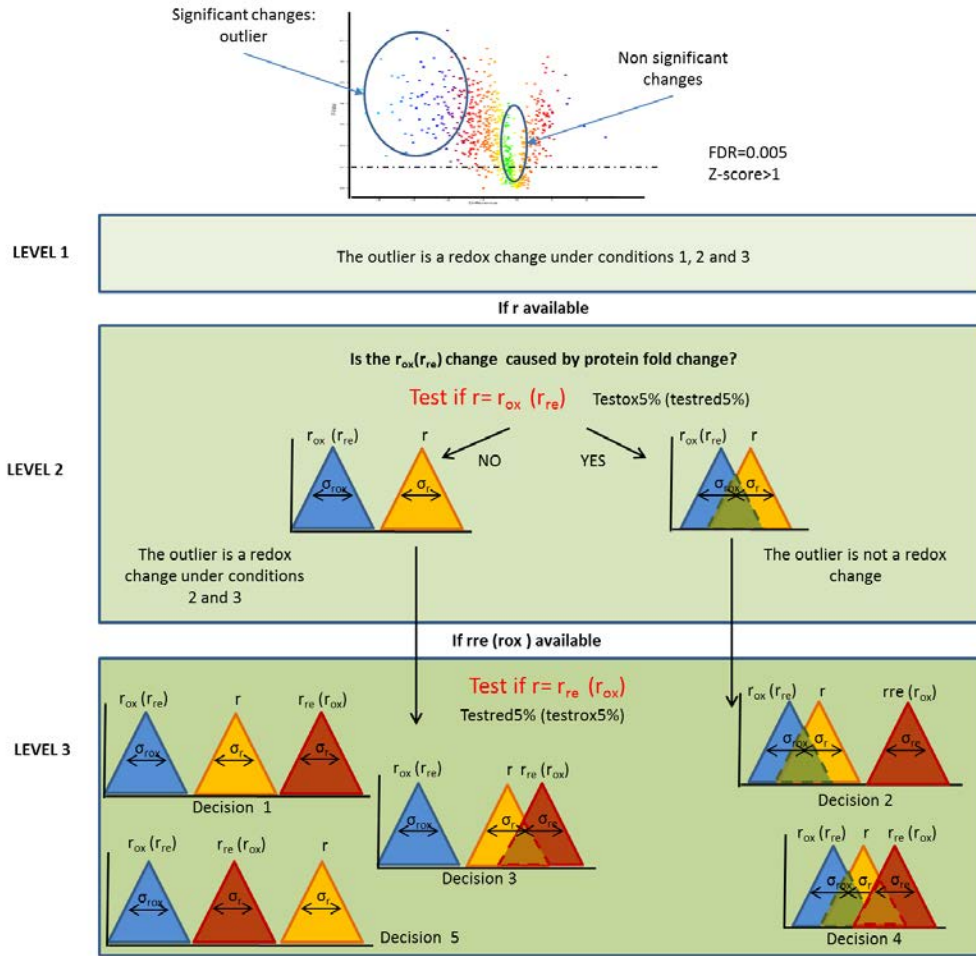 Significant changes:
outlier
Non significant
changes
FDR=0.005
Z-score>1
LEVEL 1
The outlier is a redox change under conditions 1, 2 and 3
If r available
LEVEL 2
Is the rox(rre) change caused by protein fold change?
Test if r= rox (rre)
Testox5% (testred5%)
rox (rre)
r
NO
YES
rox(rre)
r
σrox
σr
σrox
σr
The outlier is a redox
change under conditions
2 and 3
The outlier is not a redox
change
If rre (rox ) available
LEVEL 3
Test if r= rre (rox)
Testred5% (testrox5%)
rox (rre)
r
rre (rox)
σrox
σr
σr
Decision 1
rox (rre)
r
rre (rox)
σrox
σr
σre
Decision 3
rox (rre)
r
rre (rox)
σrox
σr
σre
Decision 2
rox (rre)
rre (rox)
r
σrox
σr
σr
Decision 5
rox (rre)
r
rre (rox)
σrox
σr
σre
Decision 4